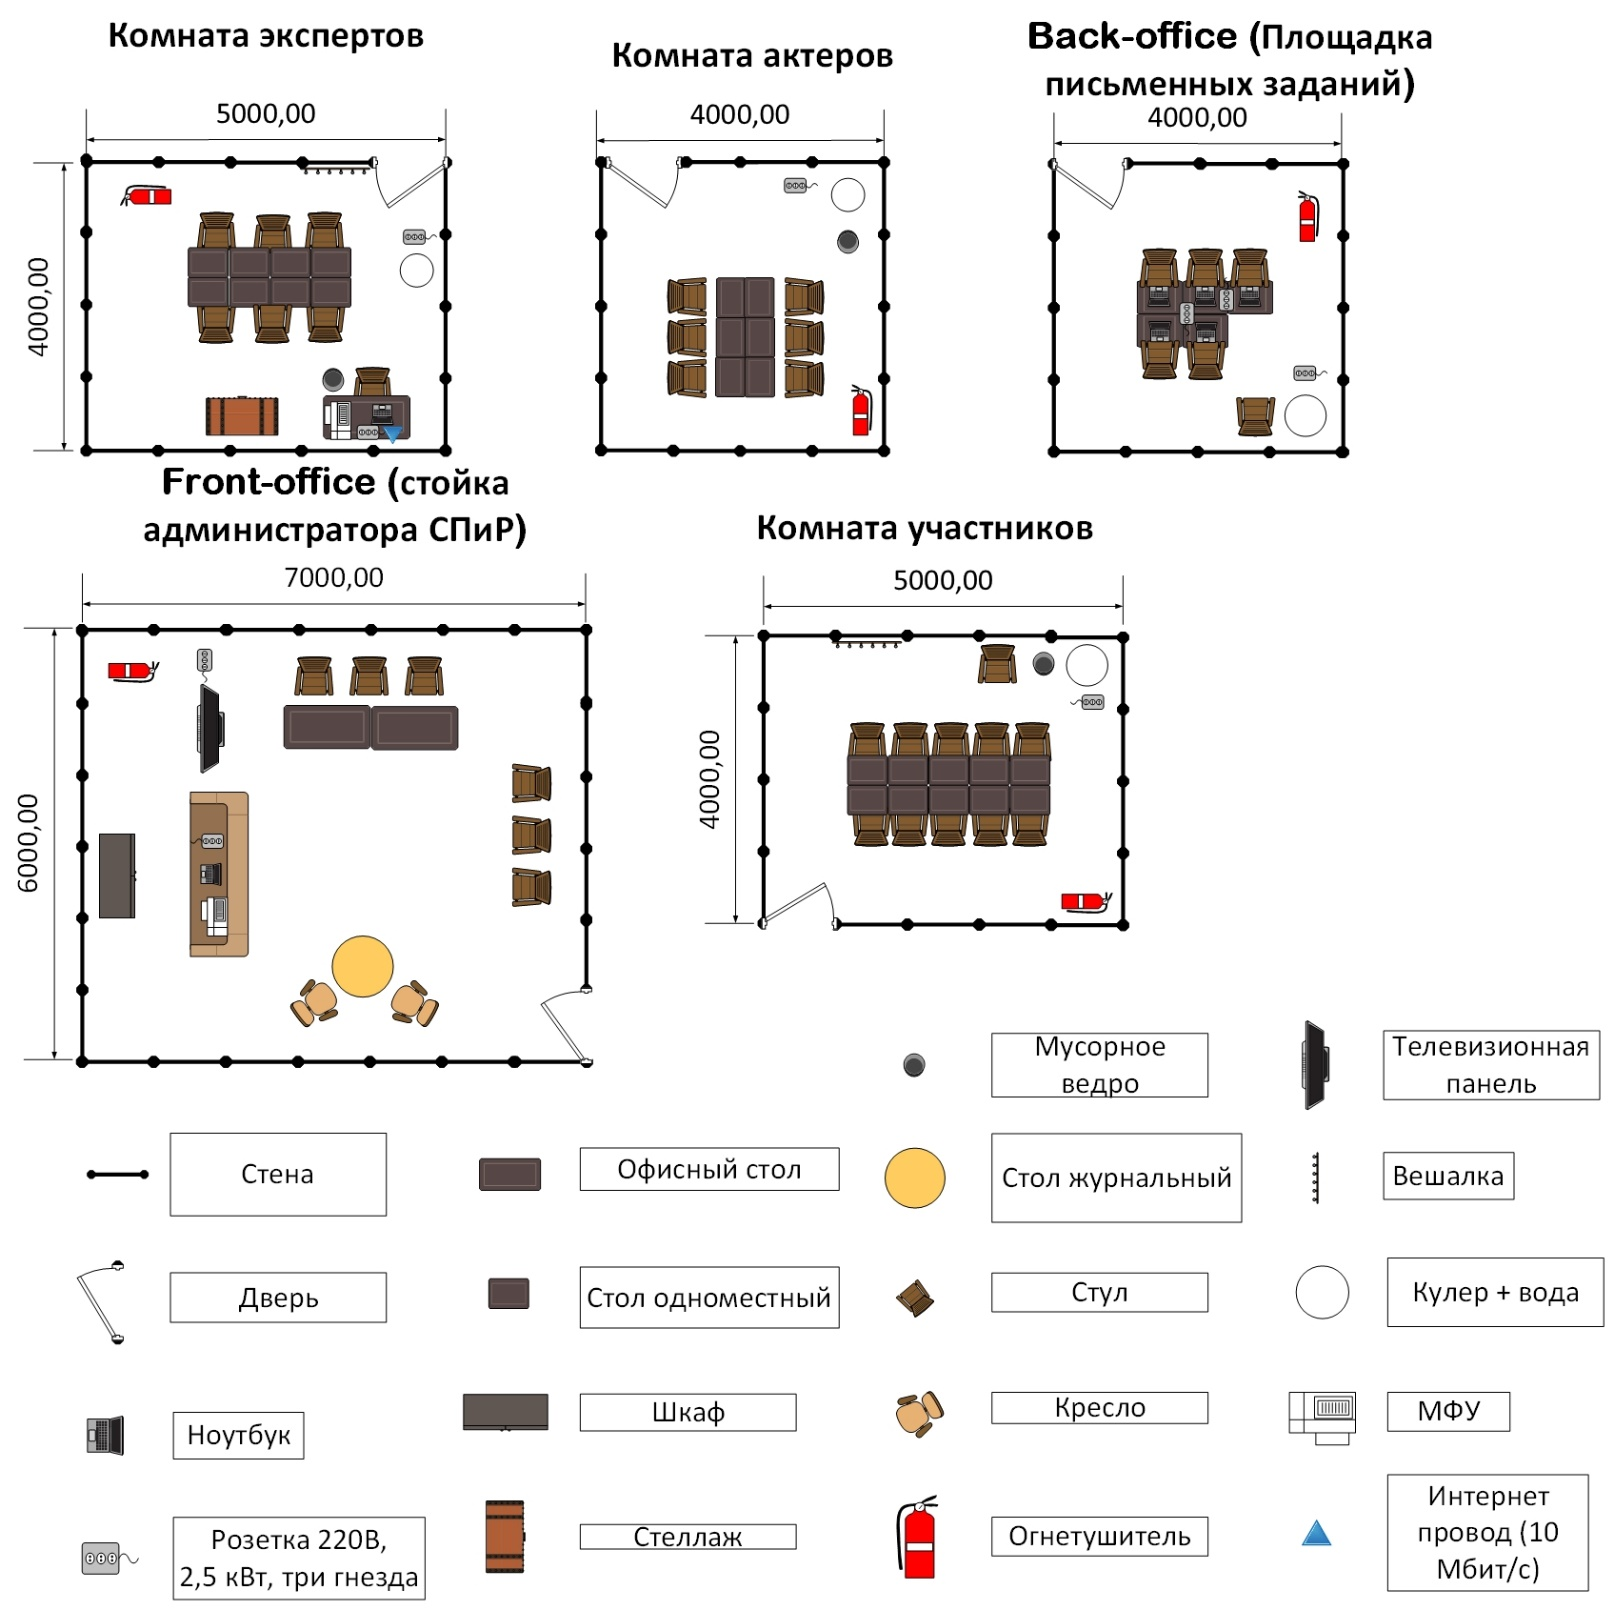 Комната экспертов
Комната актеров
Back-office (Площадка
письменных заданий)
5000,00
4000,00
4000,00
4000,00
Front-office (стойка
администратора СПиР)
Комната участников
7000,00
5000,00
6000,00
4000,00
Мусорное
ведро
Телевизионная
панель
Стена
Офисный стол
Стол журнальный
Вешалка
Дверь
Стол одноместный
Стул
Кулер + вода
Ноутбук
Шкаф
Кресло
МФУ
Розетка 220В,
2,5 кВт, три гнезда
Стеллаж
Огнетушитель
Интернет
провод (10
Мбит/с)